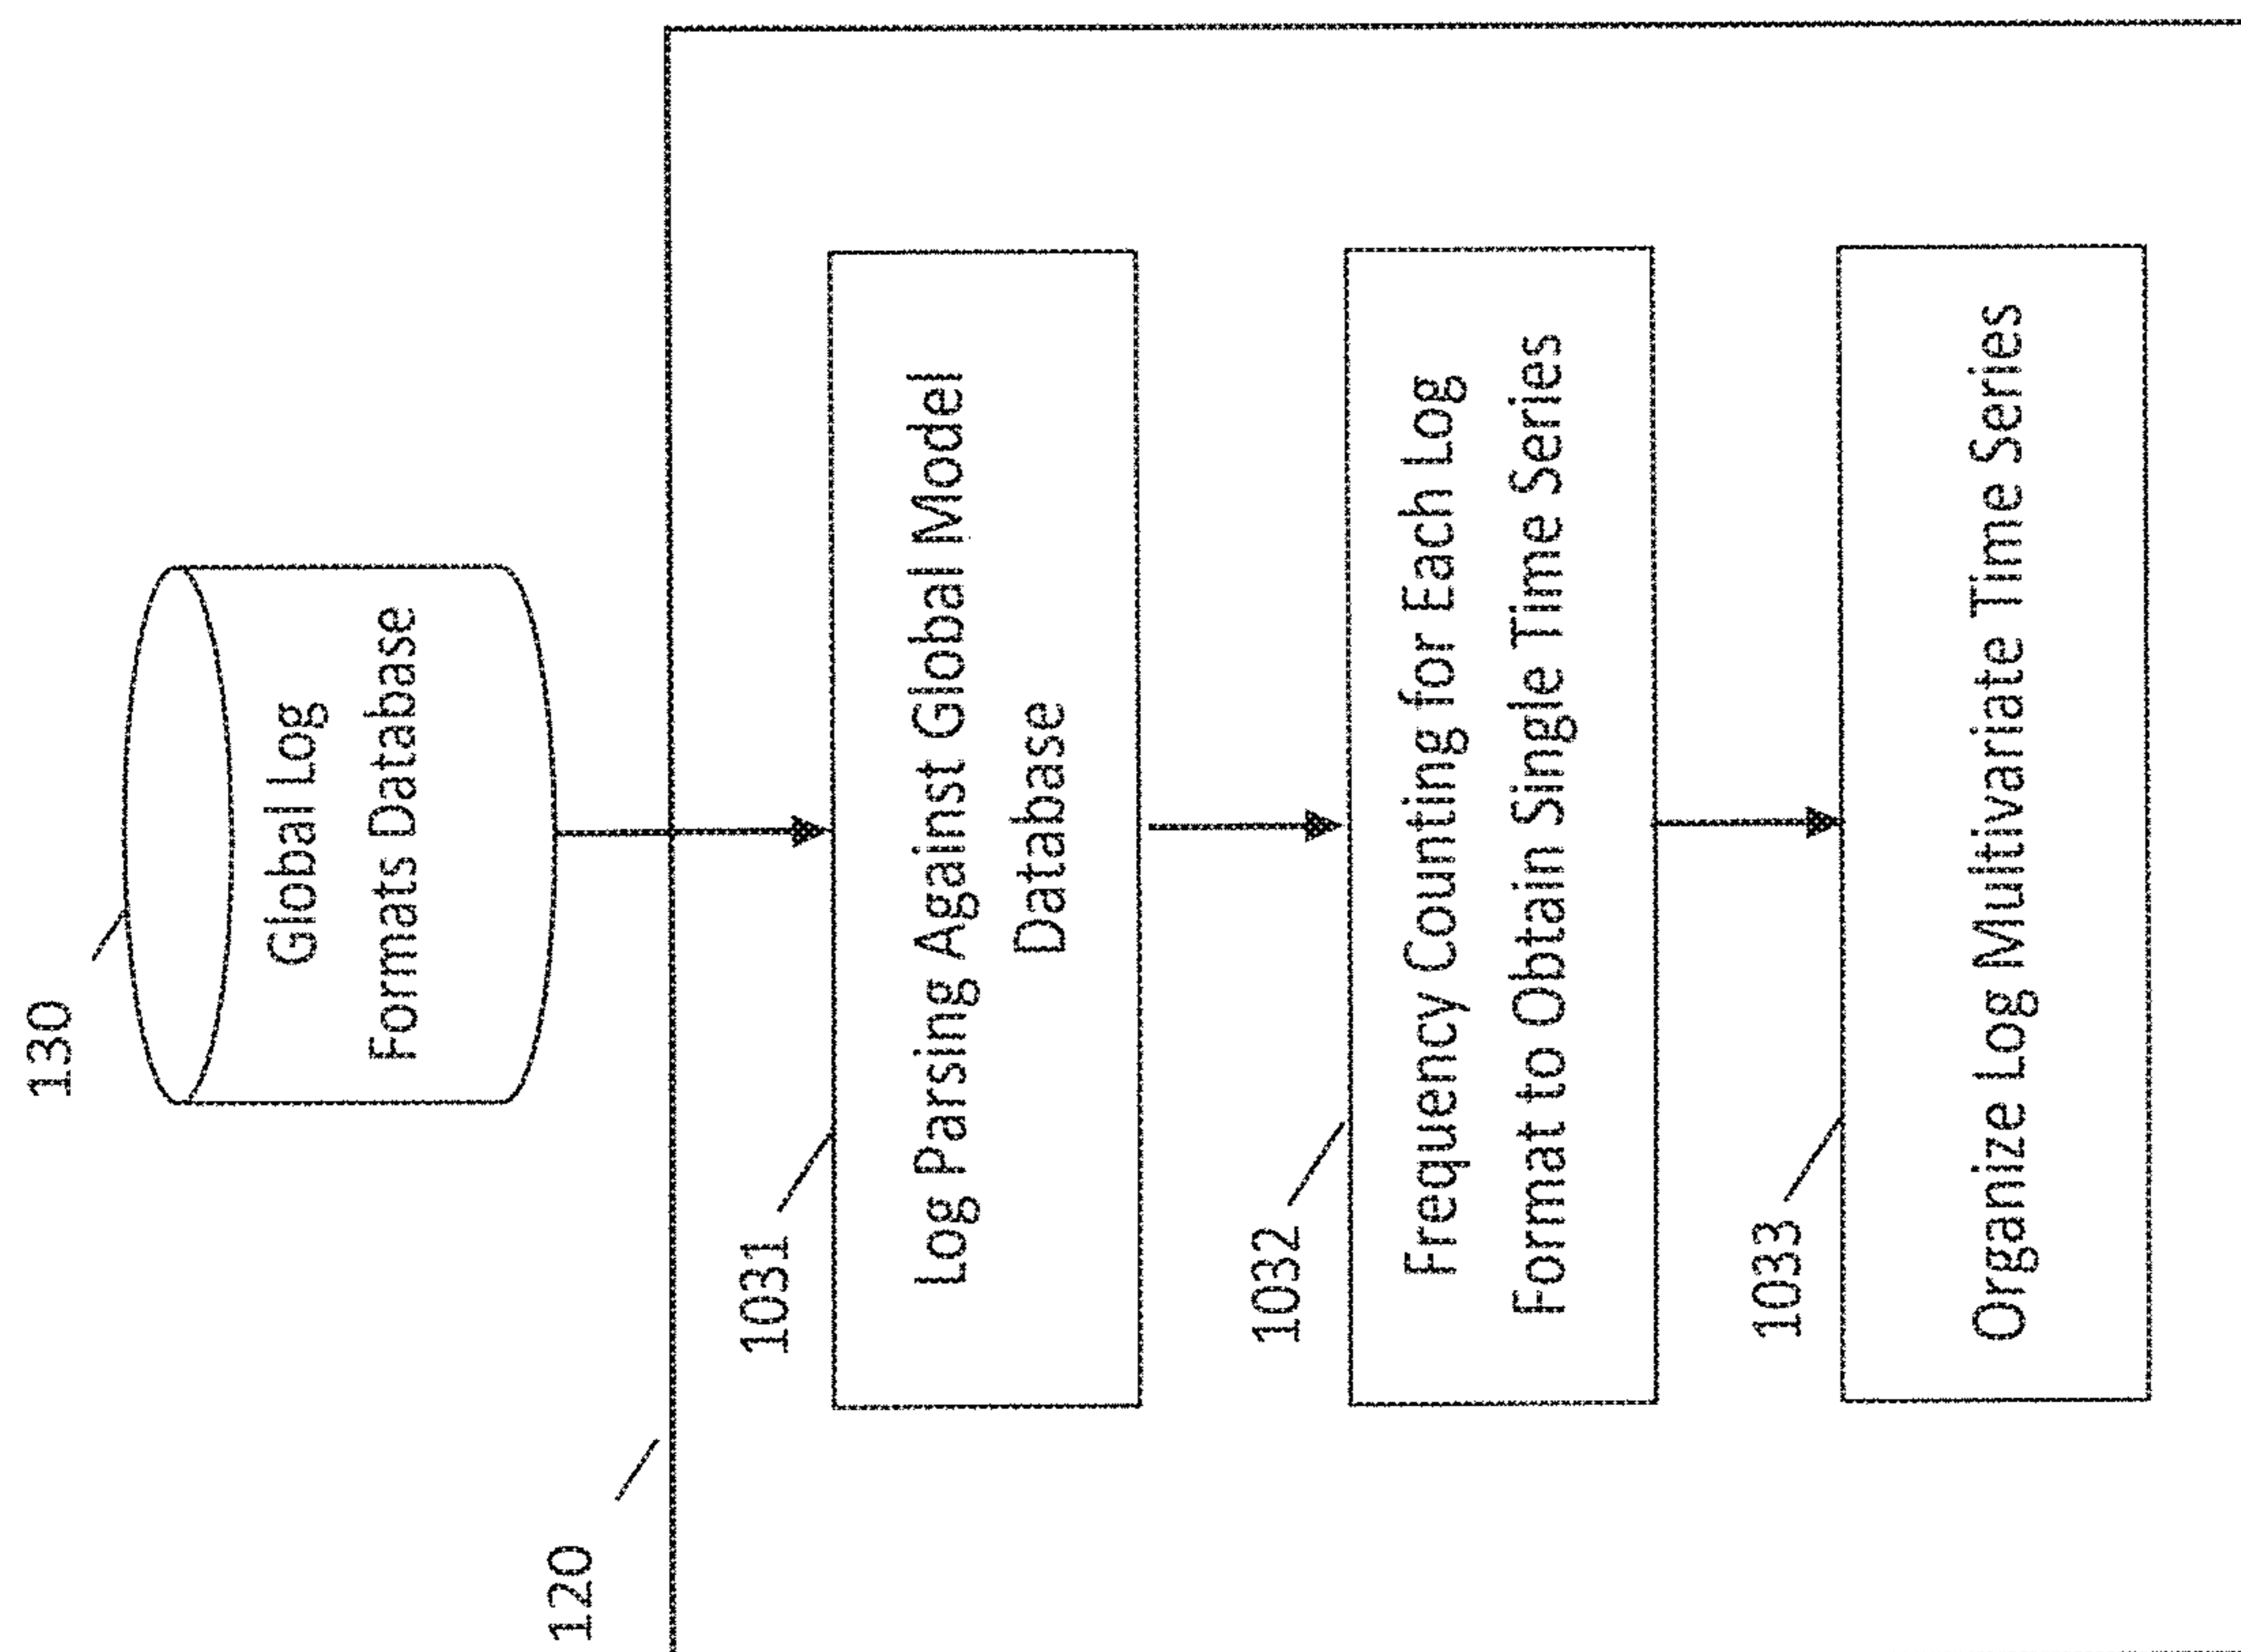 130
Global Log
Formats Database
120
1031
Log Parsing Against Global Model
Database
1032
Frequency Counting for Each Log
Format to Obtain Single Time Series
1033
Organize Log Multivariate Time Series